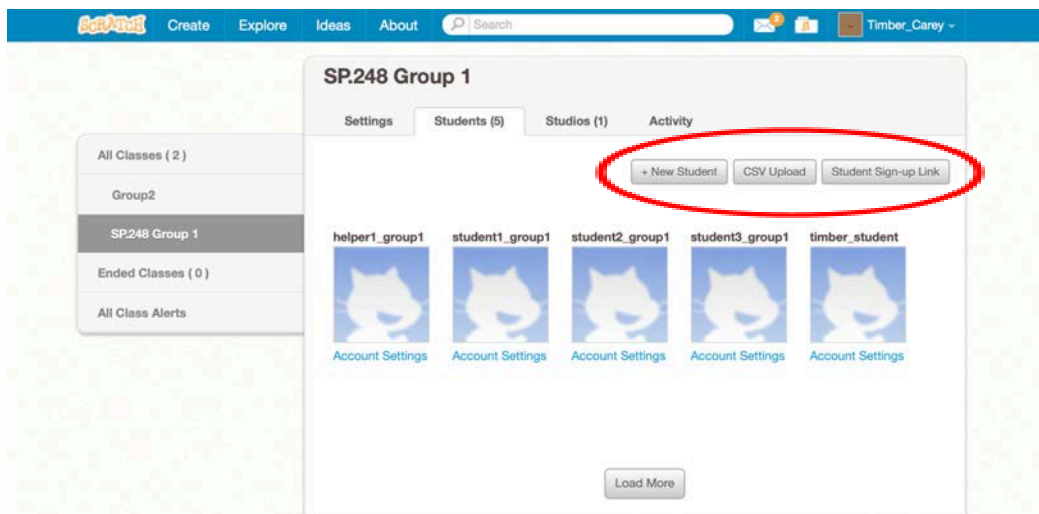 SCRATCH Create Explore Ideas About Search 2 Timber_Carey
SP.248 Group 1
Settings Students (5) Studios (1) Activity
All Classes ( 2 )
Group2
SP.248 Group 1
Ended Classes ( 0 )
All Class Alerts
+ New Student CSV Upload Student Sign-up Link
helper1_group1 student1_group1 student2_group1 student3_group1 timber_student
Account Settings Account Settings Account Settings Account Settings Account Settings
Load More